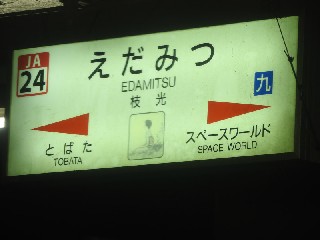 JA
24
えだみつ
EDAMITSU
枝光
九
とばた
TOBATA
スペースワールド
SPACE WORLD